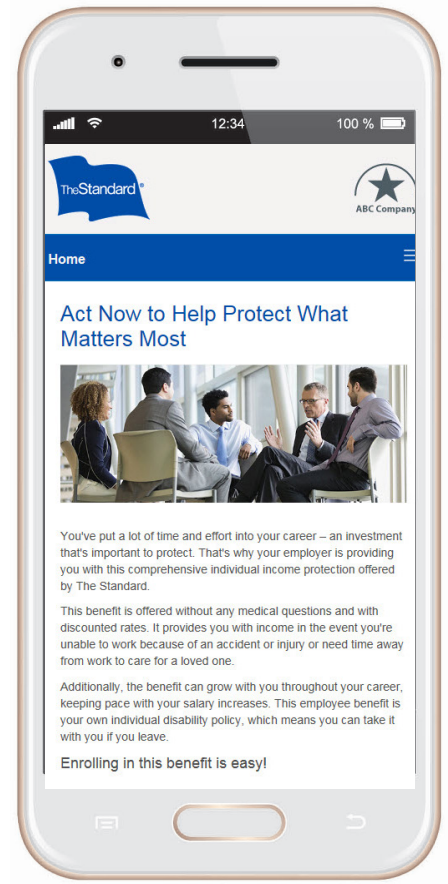 12:34
100 %
TheStandard®
ABC Company
Home
Act Now to Help Protect What
Matters Most
You've put a lot of time and effort into your career – an investment
that's important to protect. That's why your employer is providing
you with this comprehensive individual income protection offered
by The Standard.
This benefit is offered without any medical questions and with
discounted rates. It provides you with income in the event you're
unable to work because of an accident or injury or need time away
from work to care for a loved one.
Additionally, the benefit can grow with you throughout your career,
keeping pace with your salary increases. This employee benefit is
your own individual disability policy, which means you can take it
with you if you leave.
Enrolling in this benefit is easy!